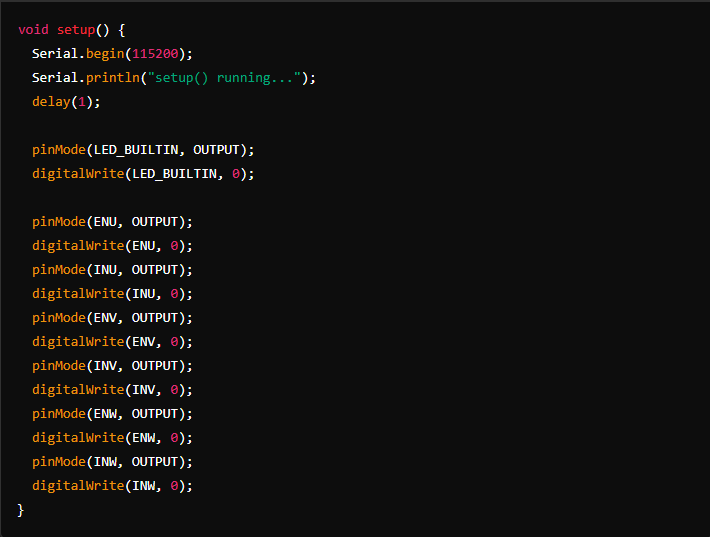 void setup() {
  Serial.begin(115200);
  Serial.println("setup() running...");
  delay(1);

  pinMode(LED_BUILTIN, OUTPUT);
  digitalWrite(LED_BUILTIN, 0);

  pinMode(ENU, OUTPUT);
  digitalWrite(ENU, 0);
  pinMode(INU, OUTPUT);
  digitalWrite(INU, 0);
  pinMode(ENV, OUTPUT);
  digitalWrite(ENV, 0);
  pinMode(INV, OUTPUT);
  digitalWrite(INV, 0);
  pinMode(ENW, OUTPUT);
  digitalWrite(ENW, 0);
  pinMode(INW, OUTPUT);
  digitalWrite(INW, 0);
}